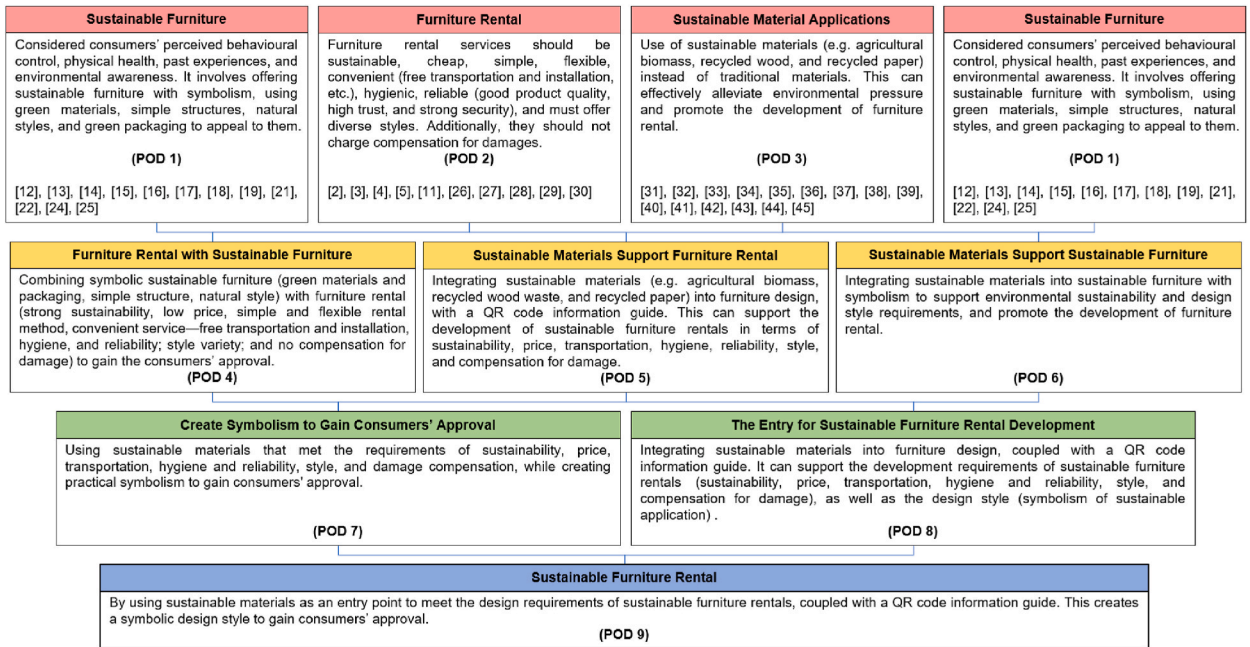 Sustainable Furniture
Considered consumers' perceived behavioural
control, physical health, past experiences, and
environmental awareness. It involves offering
sustainable furniture with symbolism, using
green materials, simple structures, natural
styles, and green packaging to appeal to them.
(POD 1)
[12], [13], [14], [15], [16], [17], [18], [19], [21],
[22], [24], [25]
Furniture Rental
Furniture rental services should be
sustainable, cheap, simple, flexible,
convenient (free transportation and installation,
etc.), hygienic, reliable (good product quality,
high trust, and strong security), and must offer
diverse styles. Additionally, they should not
charge compensation for damages.
(POD 2)
[2], [3], [4], [5], [11], [26], [27], [28], [29], [30]
Sustainable Material Applications
Use of sustainable materials (e.g. agricultural
biomass, recycled wood, and recycled paper)
instead of traditional materials. This can
effectively alleviate environmental pressure
and promote the development of furniture
rental.
(POD 3)
[31], [32], [33], [34], [35], [36], [37], [38], [39],
[40], [41], [42], [43], [44], [45]
Sustainable Furniture
Considered consumers' perceived behavioural
control, physical health, past experiences, and
environmental awareness. It involves offering
sustainable furniture with symbolism, using
green materials, simple structures, natural
styles, and green packaging to appeal to them.
(POD 1)
[12], [13], [14], [15], [16], [17], [18], [19], [21],
[22], [24], [25]
Furniture Rental with Sustainable Furniture
Combining symbolic sustainable furniture (green materials and
packaging, simple structure, natural style) with furniture rental
(strong sustainability, low price, simple and flexible rental
method, convenient service—free transportation and installation,
hygiene, and reliability; style variety; and no compensation for
damage) to gain the consumers' approval.
(POD 4)
Sustainable Materials Support Furniture Rental
Integrating sustainable materials (e.g. agricultural biomass,
recycled wood waste, and recycled paper) into furniture design,
with a QR code information guide. This can support the
development of sustainable furniture rentals in terms of
sustainability, price, transportation, hygiene, reliability, style,
and compensation for damage.
(POD 5)
Sustainable Materials Support Sustainable Furniture
Integrating sustainable materials into sustainable furniture with
symbolism to support environmental sustainability and design
style requirements, and promote the development of furniture
rental.
(POD 6)
Create Symbolism to Gain Consumers' Approval
Using sustainable materials that met the requirements of sustainability, price,
transportation, hygiene and reliability, style, and damage compensation, while creating
practical symbolism to gain consumers' approval.
(POD 7)
The Entry for Sustainable Furniture Rental Development
Integrating sustainable materials into furniture design, coupled with a QR code
information guide. It can support the development requirements of sustainable furniture
rentals (sustainability, price, transportation, hygiene and reliability, style, and
compensation for damage), as well as the design style (symbolism of sustainable
application) .
(POD 8)
Sustainable Furniture Rental
By using sustainable materials as an entry point to meet the design requirements of sustainable furniture rentals, coupled with a QR code information guide. This creates
a symbolic design style to gain consumers' approval.
(POD 9)